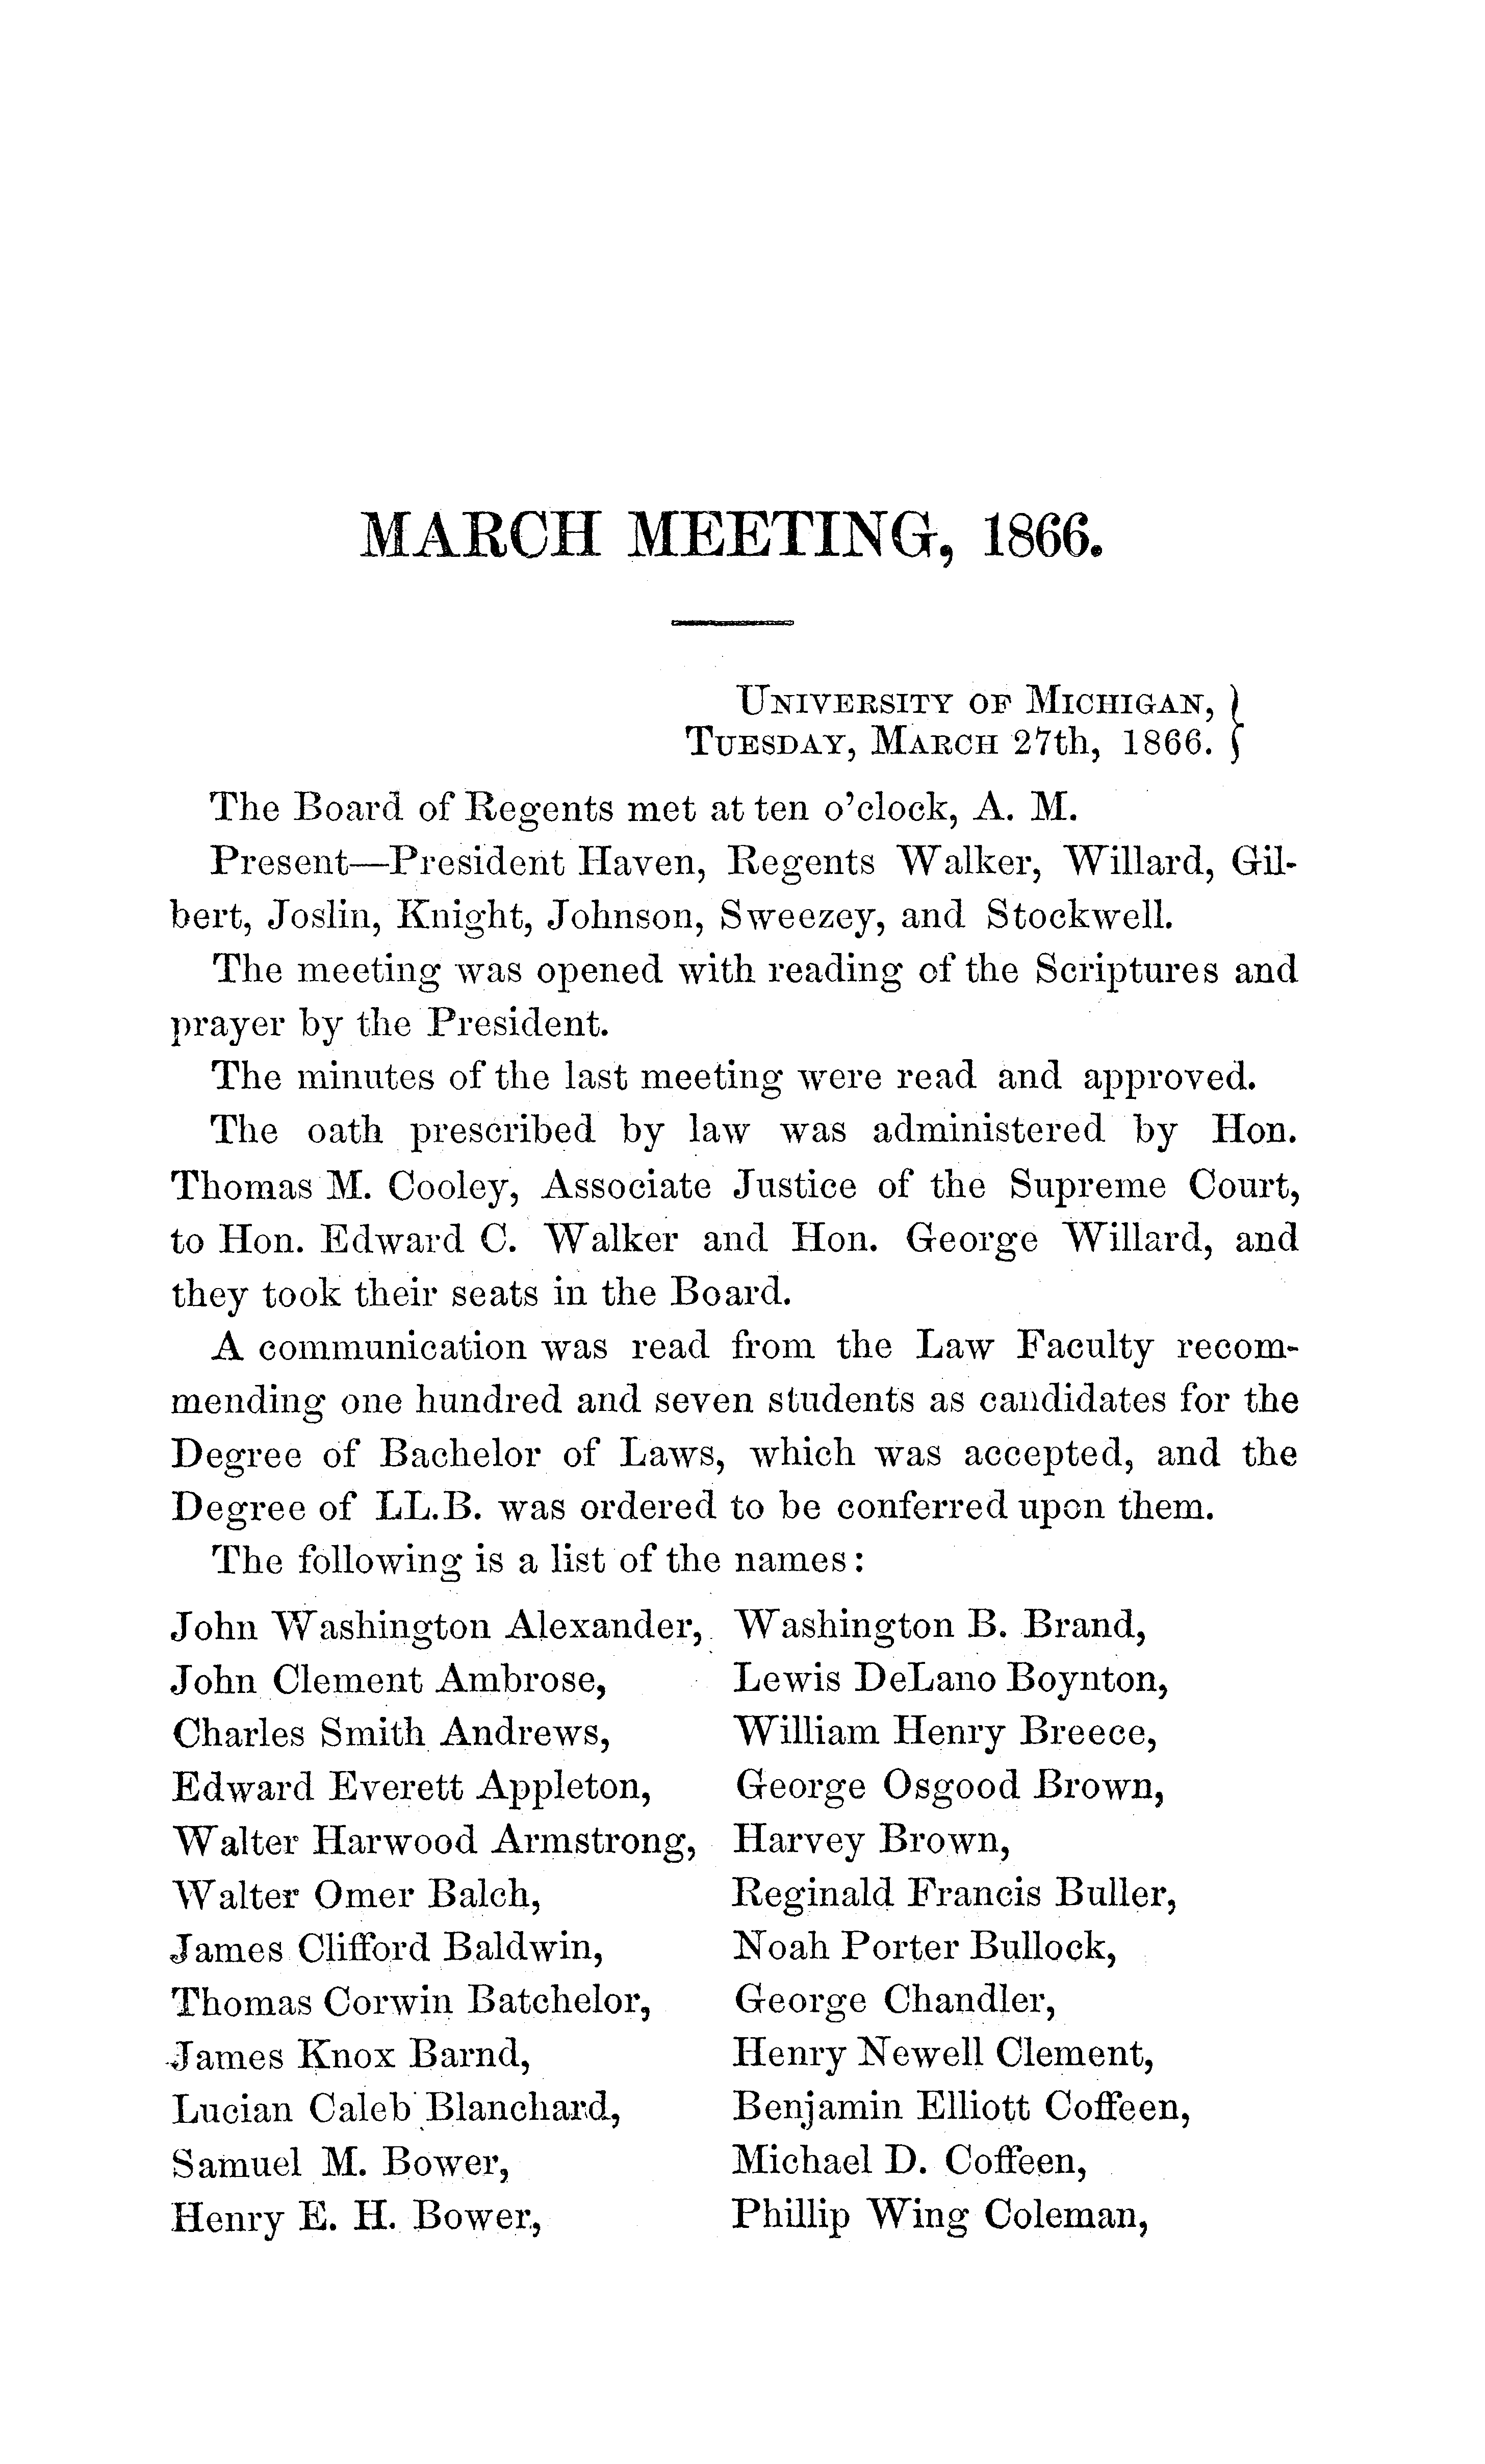 MARCH MEETING, 1866.
UNIVERSITY OF MICHIGAN,
TUESDAY, MARCH 27th, 1866.
The Board of Regents met at ten o'clock, A. M.
Present—President Haven, Regents Walker, Willard, Gil-
bert, Joslin, Knight, Johnson, Sweezey, and Stockwell.
The meeting was opened with reading of the Scriptures and
prayer by the President.
The minutes of the last meeting were read and approved.
The oath prescribed by law was administered by Hon.
Thomas M. Cooley, Associate Justice of the Supreme Court,
to Hon. Edward C. Walker and Hon. George Willard, and
they took their seats in the Board.
A communication was read from the Law Faculty recom-
mending one hundred and seven students as candidates for the
Degree of Bachelor of Laws, which was accepted, and the
Degree of LL.B. was ordered to be conferred upon them.
The following is a list of the names:
John Washington Alexander,
John Clement Ambrose,
Charles Smith Andrews,
Edward Everett Appleton,
Walter Harwood Armstrong,
Walter Omer Balch,
James Clifford Baldwin,
Thomas Corwin Batchelor,
James Knox Barnd,
Lucian Caleb Blanchard,
Samuel M. Bower,
Henry E. H. Bower,
Washington B. Brand,
Lewis DeLano Boynton,
William Henry Breece,
George Osgood Brown,
Harvey Brown,
Reginald Francis Buller,
Noah Porter Bullock,
George Chandler,
Henry Newell Clement,
Benjamin Elliott Coffeen,
Michael D. Coffeen,
Phillip Wing Coleman,